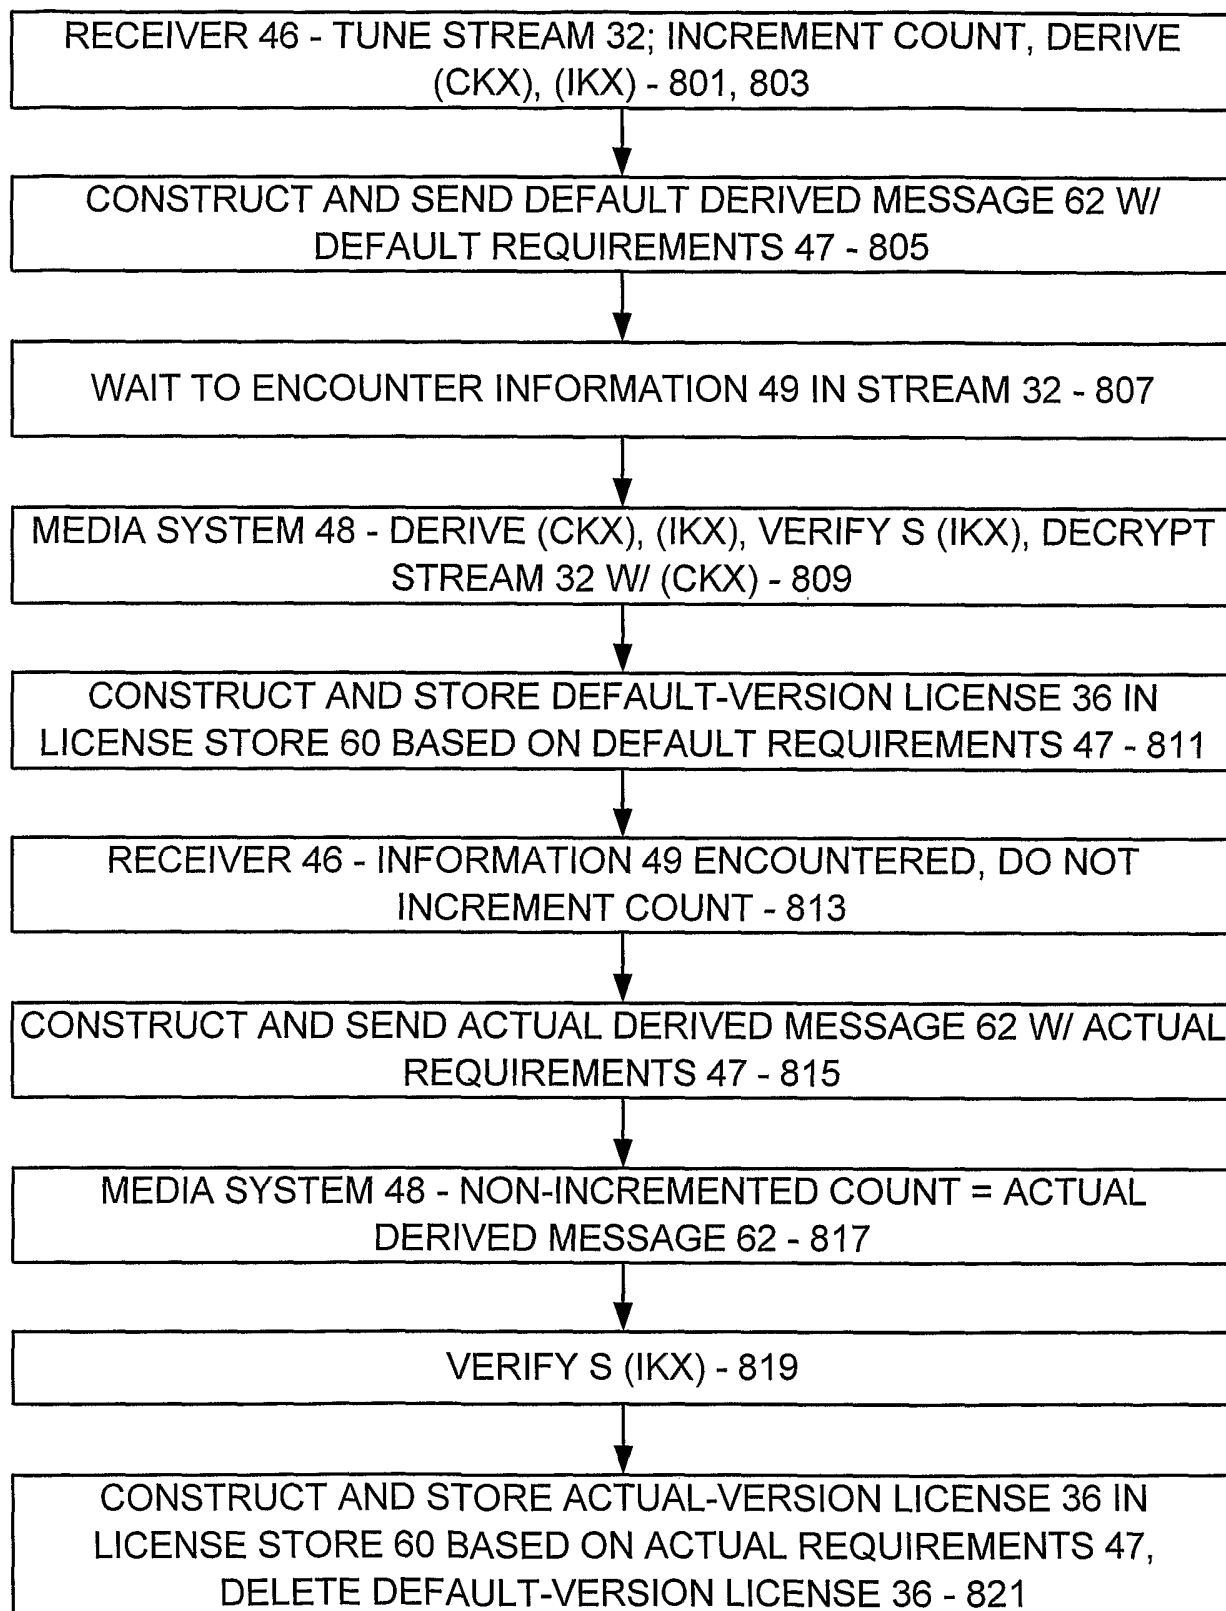 RECEIVER 46 - TUNE STREAM 32; INCREMENT COUNT, DERIVE
(CKX), (IKX) - 801, 803
CONSTRUCT AND SEND DEFAULT DERIVED MESSAGE 62 W/
DEFAULT REQUIREMENTS 47 - 805
WAIT TO ENCOUNTER INFORMATION 49 IN STREAM 32 - 807
MEDIA SYSTEM 48 - DERIVE (CKX), (IKX), VERIFY S (IKX), DECRYPT
STREAM 32 W/ (CKX) - 809
CONSTRUCT AND STORE DEFAULT-VERSION LICENSE 36 IN
LICENSE STORE 60 BASED ON DEFAULT REQUIREMENTS 47 - 811
RECEIVER 46 - INFORMATION 49 ENCOUNTERED, DO NOT
INCREMENT COUNT - 813
CONSTRUCT AND SEND ACTUAL DERIVED MESSAGE 62 W/ ACTUAL
REQUIREMENTS 47 - 815
MEDIA SYSTEM 48 - NON-INCREMENTED COUNT = ACTUAL
DERIVED MESSAGE 62 - 817
VERIFY S (IKX) - 819
CONSTRUCT AND STORE ACTUAL-VERSION LICENSE 36 IN
LICENSE STORE 60 BASED ON ACTUAL REQUIREMENTS 47,
DELETE DEFAULT-VERSION LICENSE 36 - 821